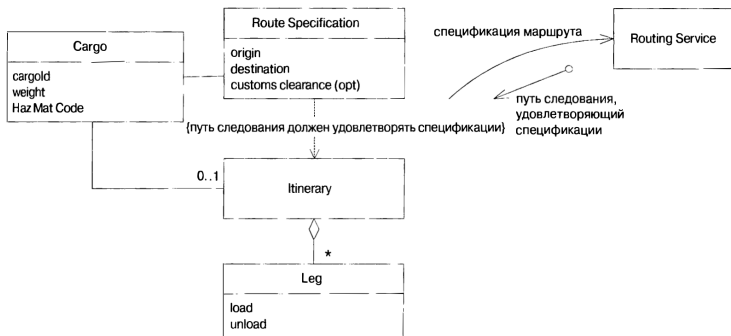 Cargo
cargoId
weight
Haz Mat Code
Route Specification
origin
destination
customs clearance (opt)
спецификация маршрута
Routing Service
путь следования,
удовлетворяющий
спецификации
{путь следования должен удовлетворять спецификации}
0..1
Itinerary
*
Leg
load
unload